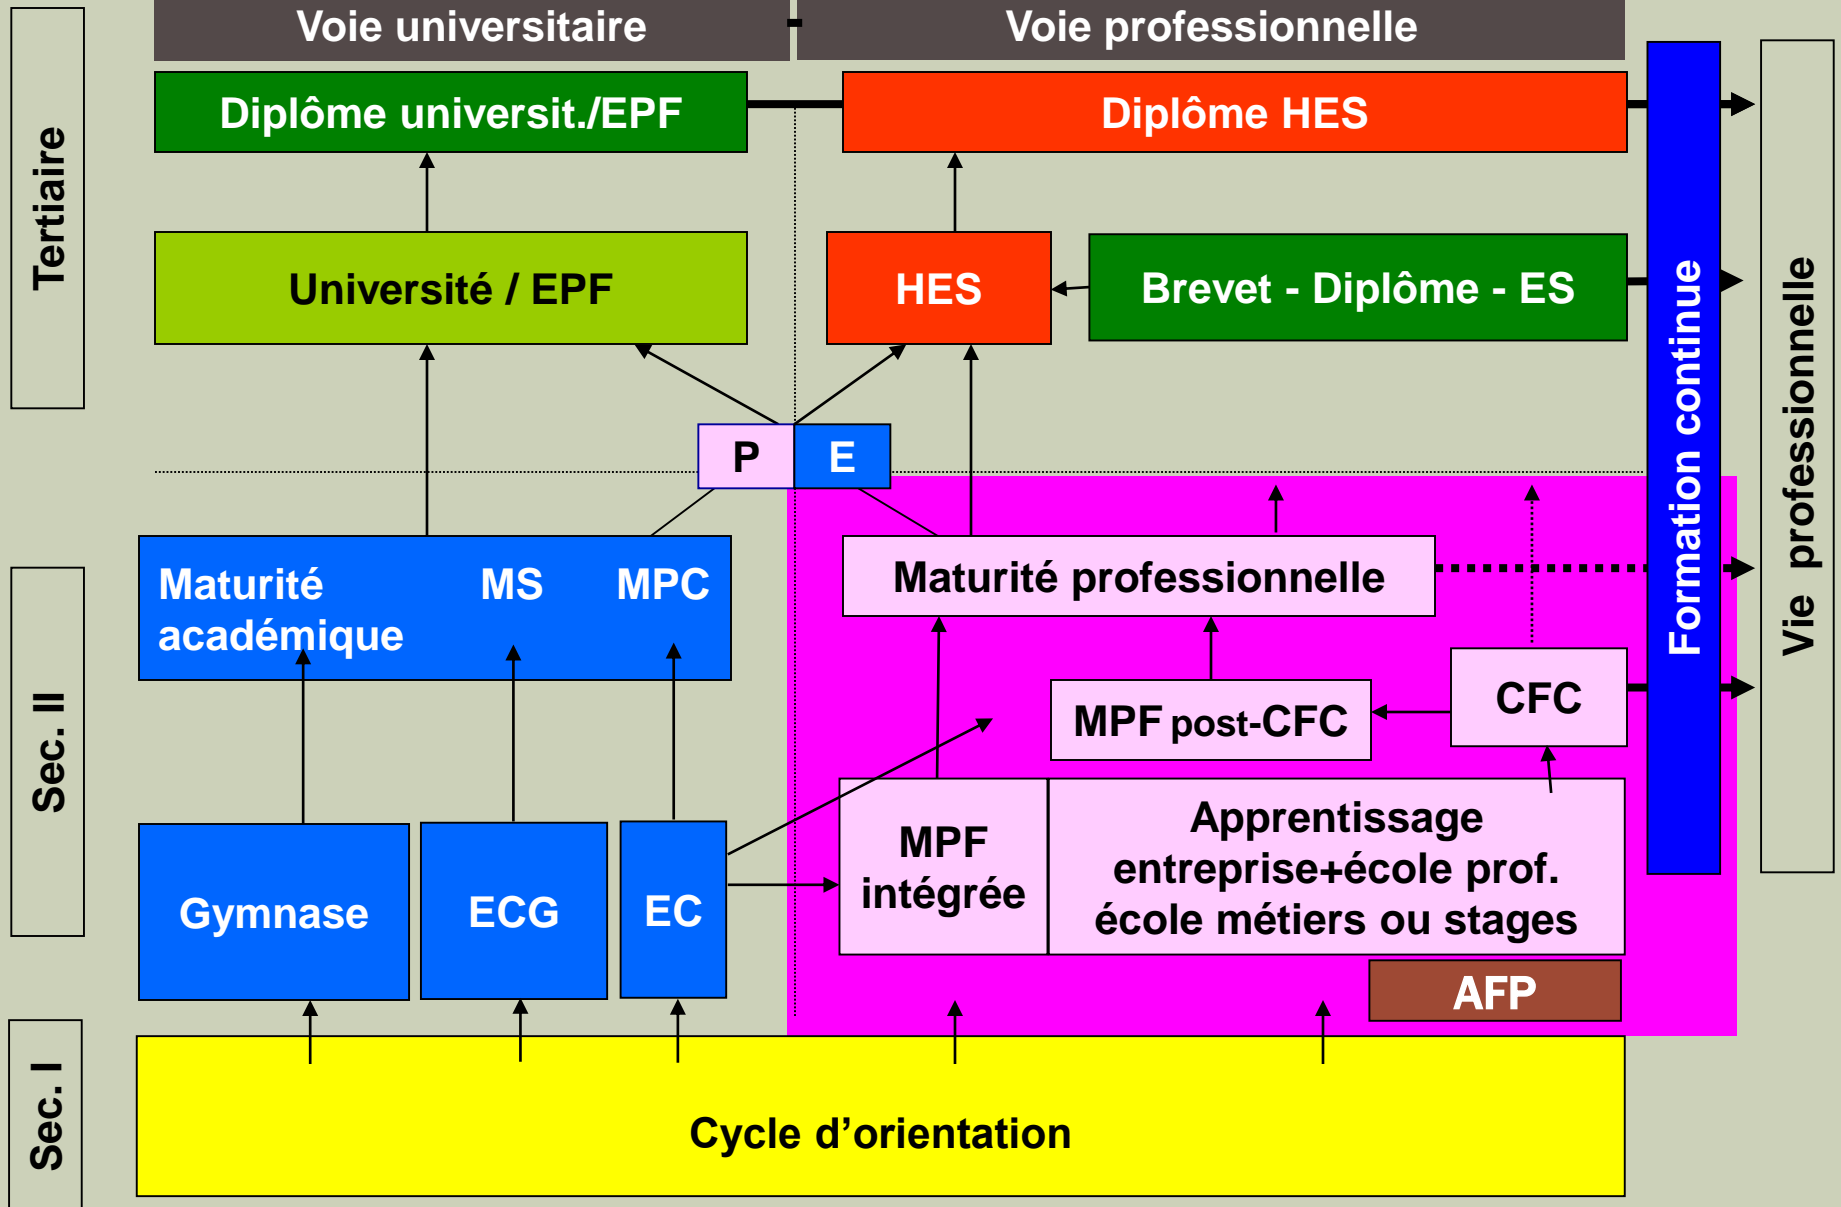 Voie universitaire
Voie professionnelle
Tertiaire
Diplôme universit./EPF
Diplôme HES
Université / EPF
HES
Brevet - Diplôme - ES
Formation continue
Vie professionnelle
P
E
Sec. II
Maturité
académique
MS
MPC
Maturité professionnelle
MPF post-CFC
CFC
Gymnase
ECG
EC
MPF
intégrée
Apprentissage
entreprise+école prof.
école métiers ou stages
AFP
Sec. I
Cycle d’orientation